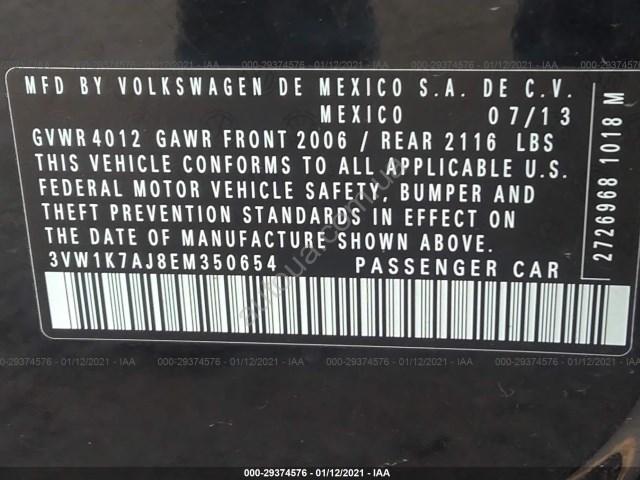 000-29374576 - 01/12/2021 - IAA
MFD BY VOLKSWAGEN DE MEXICO S.A. DE C.V.
MEXICO 07/13
GVWR 4012 GAWR FRONT 2006 / REAR 2116 LBS
THIS VEHICLE CONFORMS TO ALL APPLICABLE U.S.
FEDERAL MOTOR VEHICLE SAFETY, BUMPER AND
THEFT PREVENTION STANDARDS IN EFFECT ON
THE DATE OF MANUFACTURE SHOWN ABOVE.
3VW1K7AJ8EM350654 PASSENGER CAR
2726968 1018 M
000-29374576 - 01/12/2021 - IAA